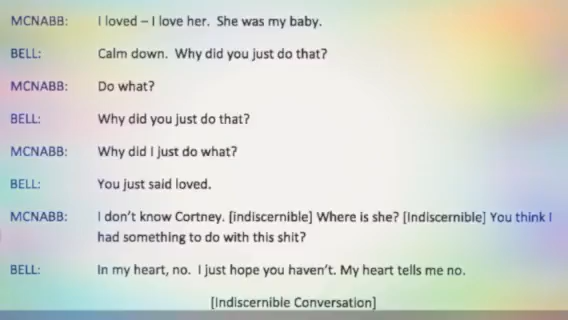 MCNABB: I loved – I love her. She was my baby.
BELL: Calm down. Why did you just do that?
MCNABB: Do what?
BELL: Why did you just do that?
MCNABB: Why did I just do what?
BELL: You just said loved.
MCNABB: I don't know Cortney. [indiscernible] Where is she? [Indiscernible] You think I
had something to do with this shit?
BELL: In my heart, no. I just hope you haven't. My heart tells me no.
[Indiscernible Conversation]